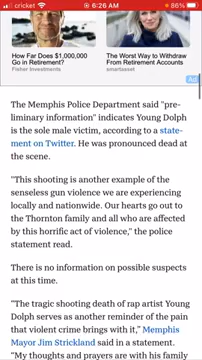 6:26 AM
86%
How Far Does $1,000,000
Go in Retirement?
Fisher Investments
The Worst Way to Withdraw
From Retirement Accounts
smartasset
Ad
The Memphis Police Department said "pre-
liminary information" indicates Young Dolph
is the sole male victim, according to a state-
ment on Twitter. He was pronounced dead at
the scene.
"This shooting is another example of the
senseless gun violence we are experiencing
locally and nationwide. Our hearts go out to
the Thornton family and all who are affected
by this horrific act of violence," the police
statement read.
There is no information on possible suspects
at this time.
"The tragic shooting death of rap artist Young
Dolph serves as another reminder of the pain
that violent crime brings with it," Memphis
Mayor Jim Strickland said in a statement.
"My thoughts and prayers are with his family